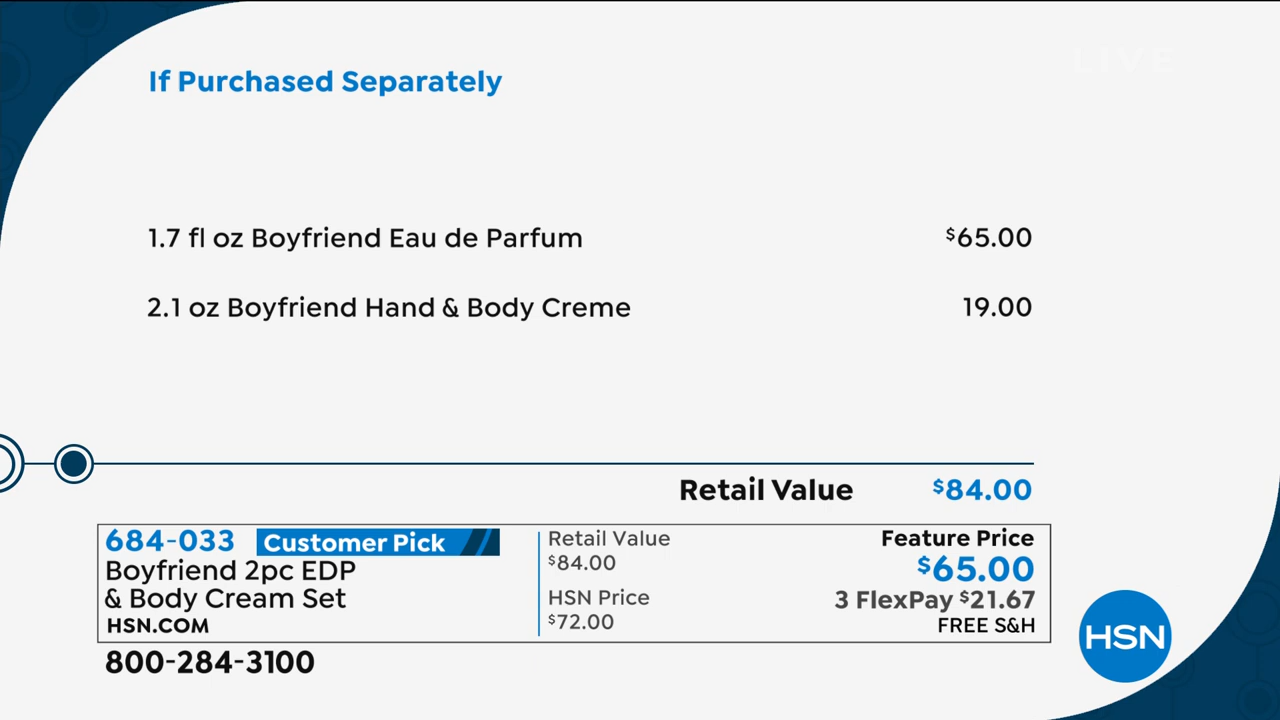 LIVE
If Purchased Separately
1.7 fl oz Boyfriend Eau de Parfum $65.00
2.1 oz Boyfriend Hand & Body Creme 19.00
Retail Value $84.00
684-033 Customer Pick
Boyfriend 2pc EDP
& Body Cream Set
HSN.COM
Retail Value
$84.00
HSN Price
$72.00
Feature Price
$65.00
3 FlexPay $21.67
FREE S&H
800-284-3100
HSN